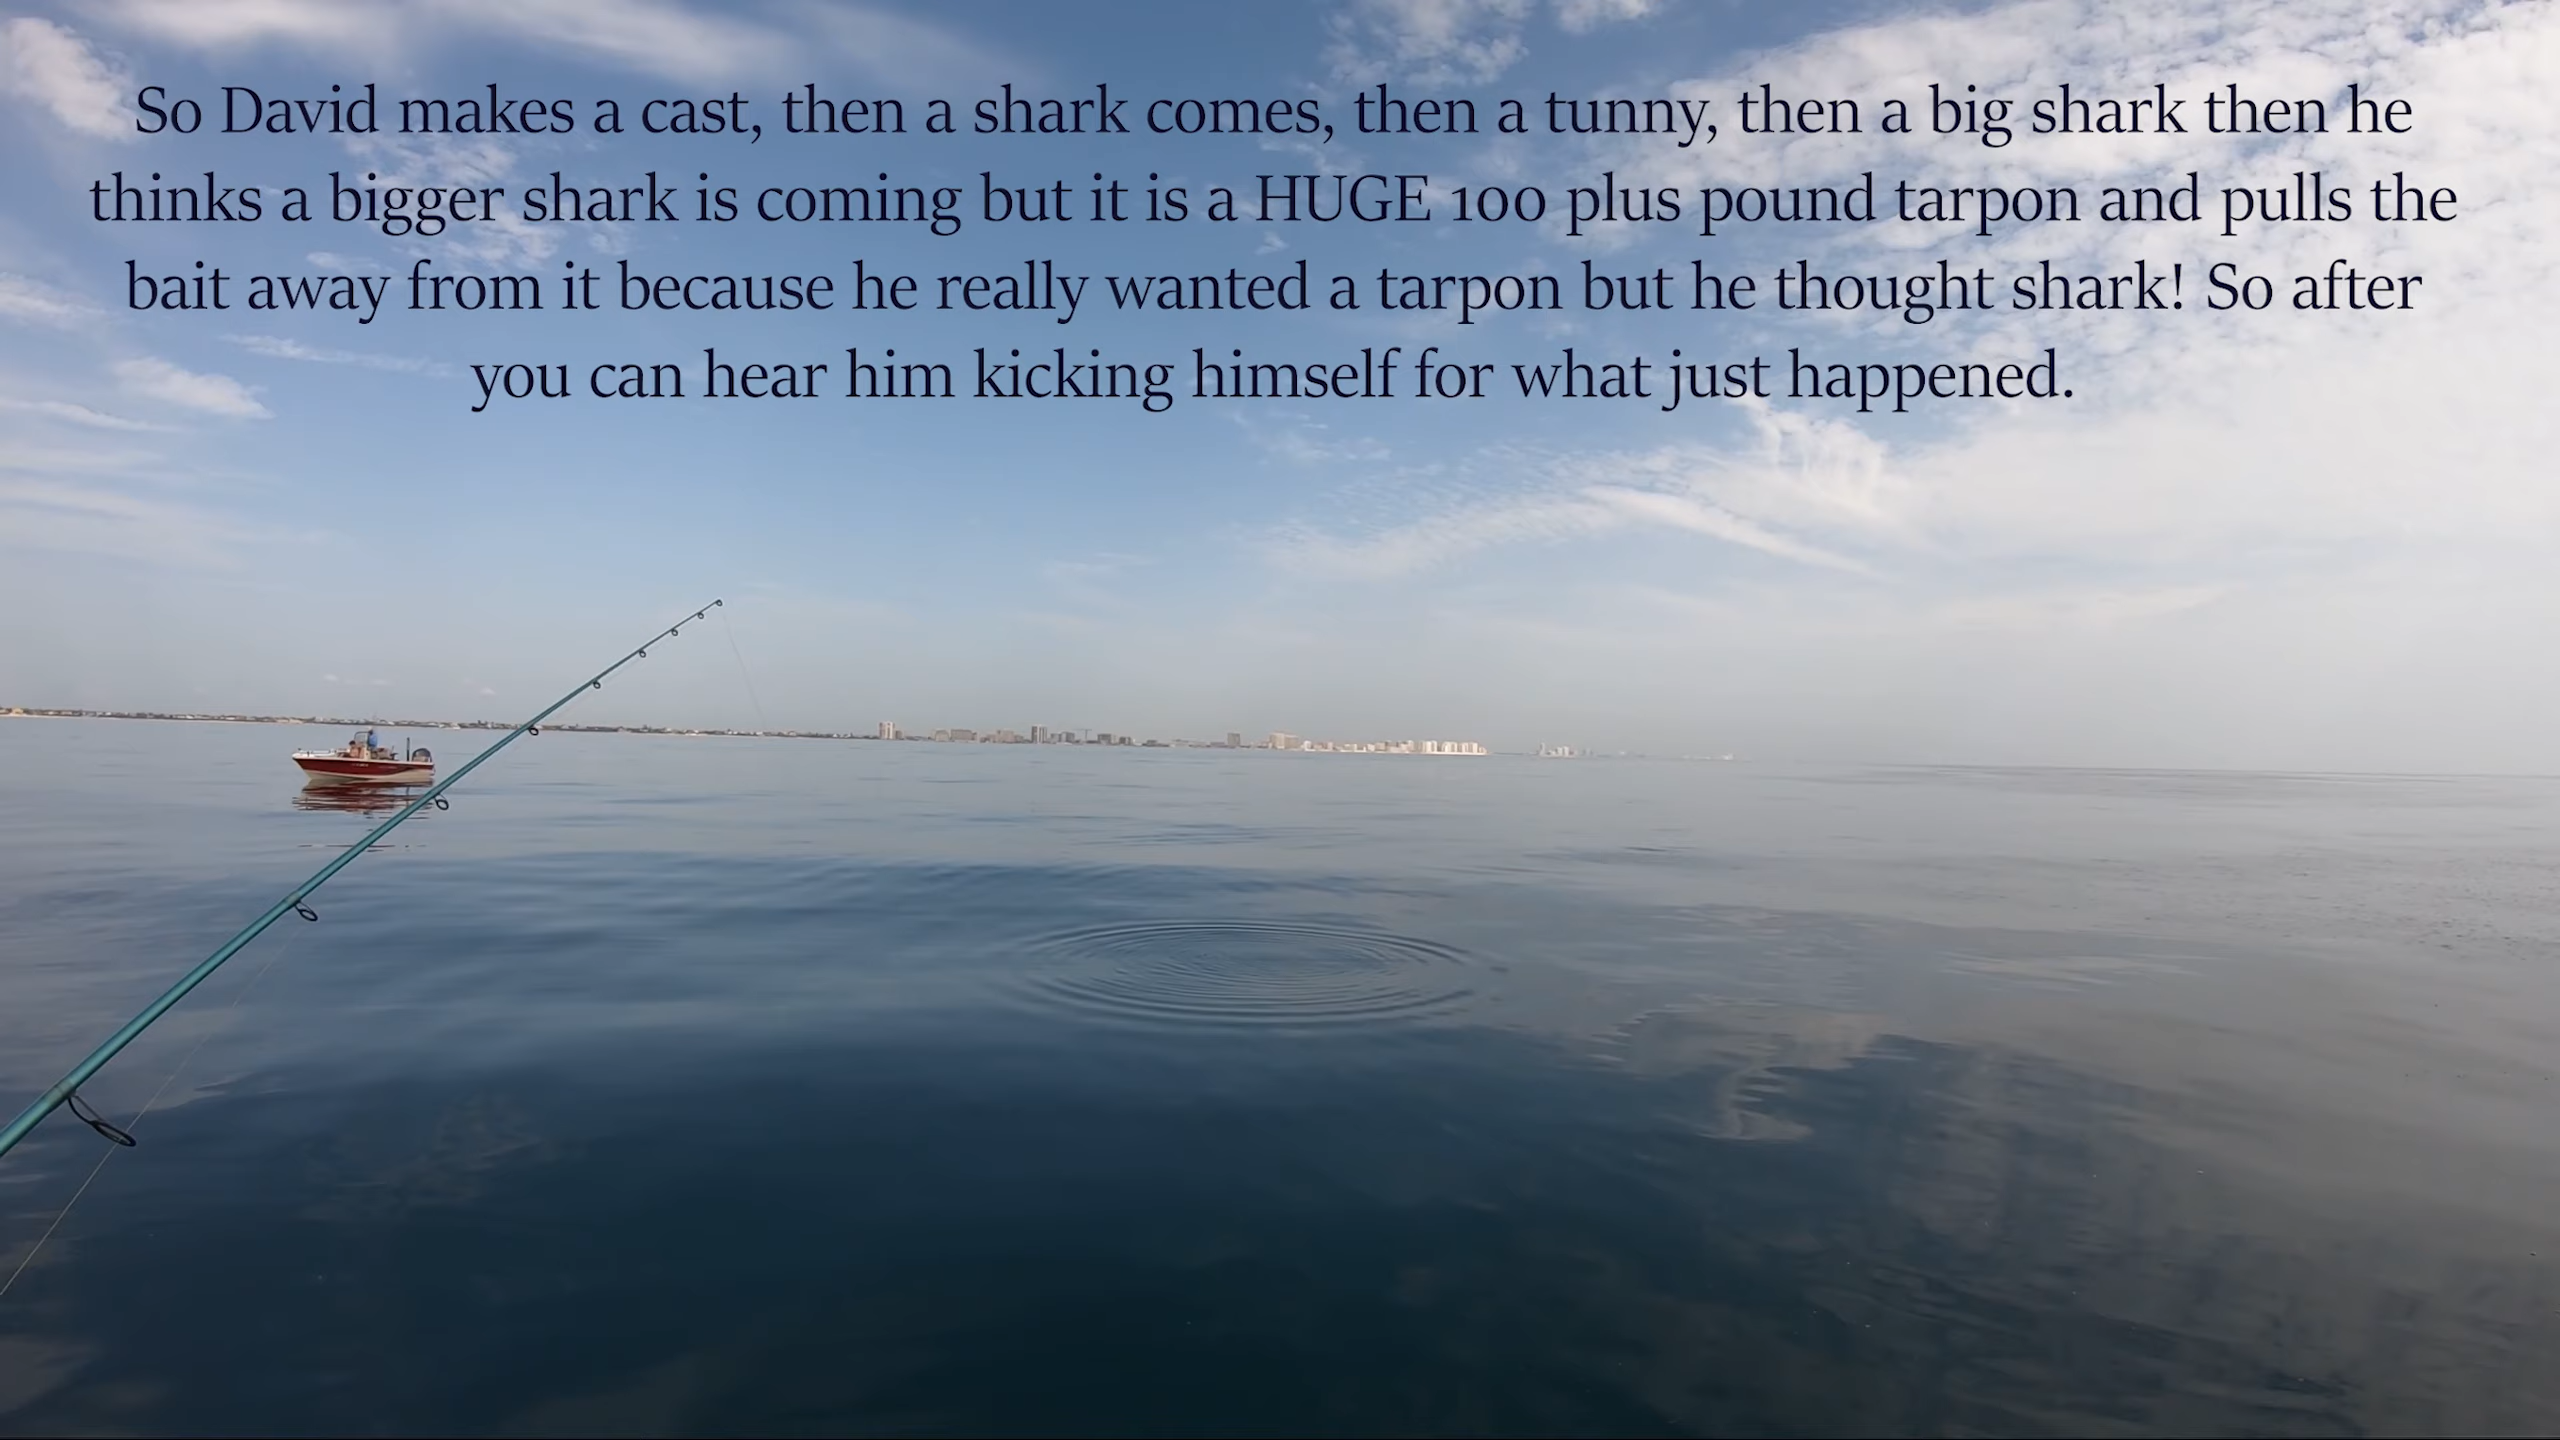 So David makes a cast, then a shark comes, then a tunny, then a big shark then he
thinks a bigger shark is coming but it is a HUGE 100 plus pound tarpon and pulls the
bait away from it because he really wanted a tarpon but he thought shark! So after
you can hear him kicking himself for what just happened.